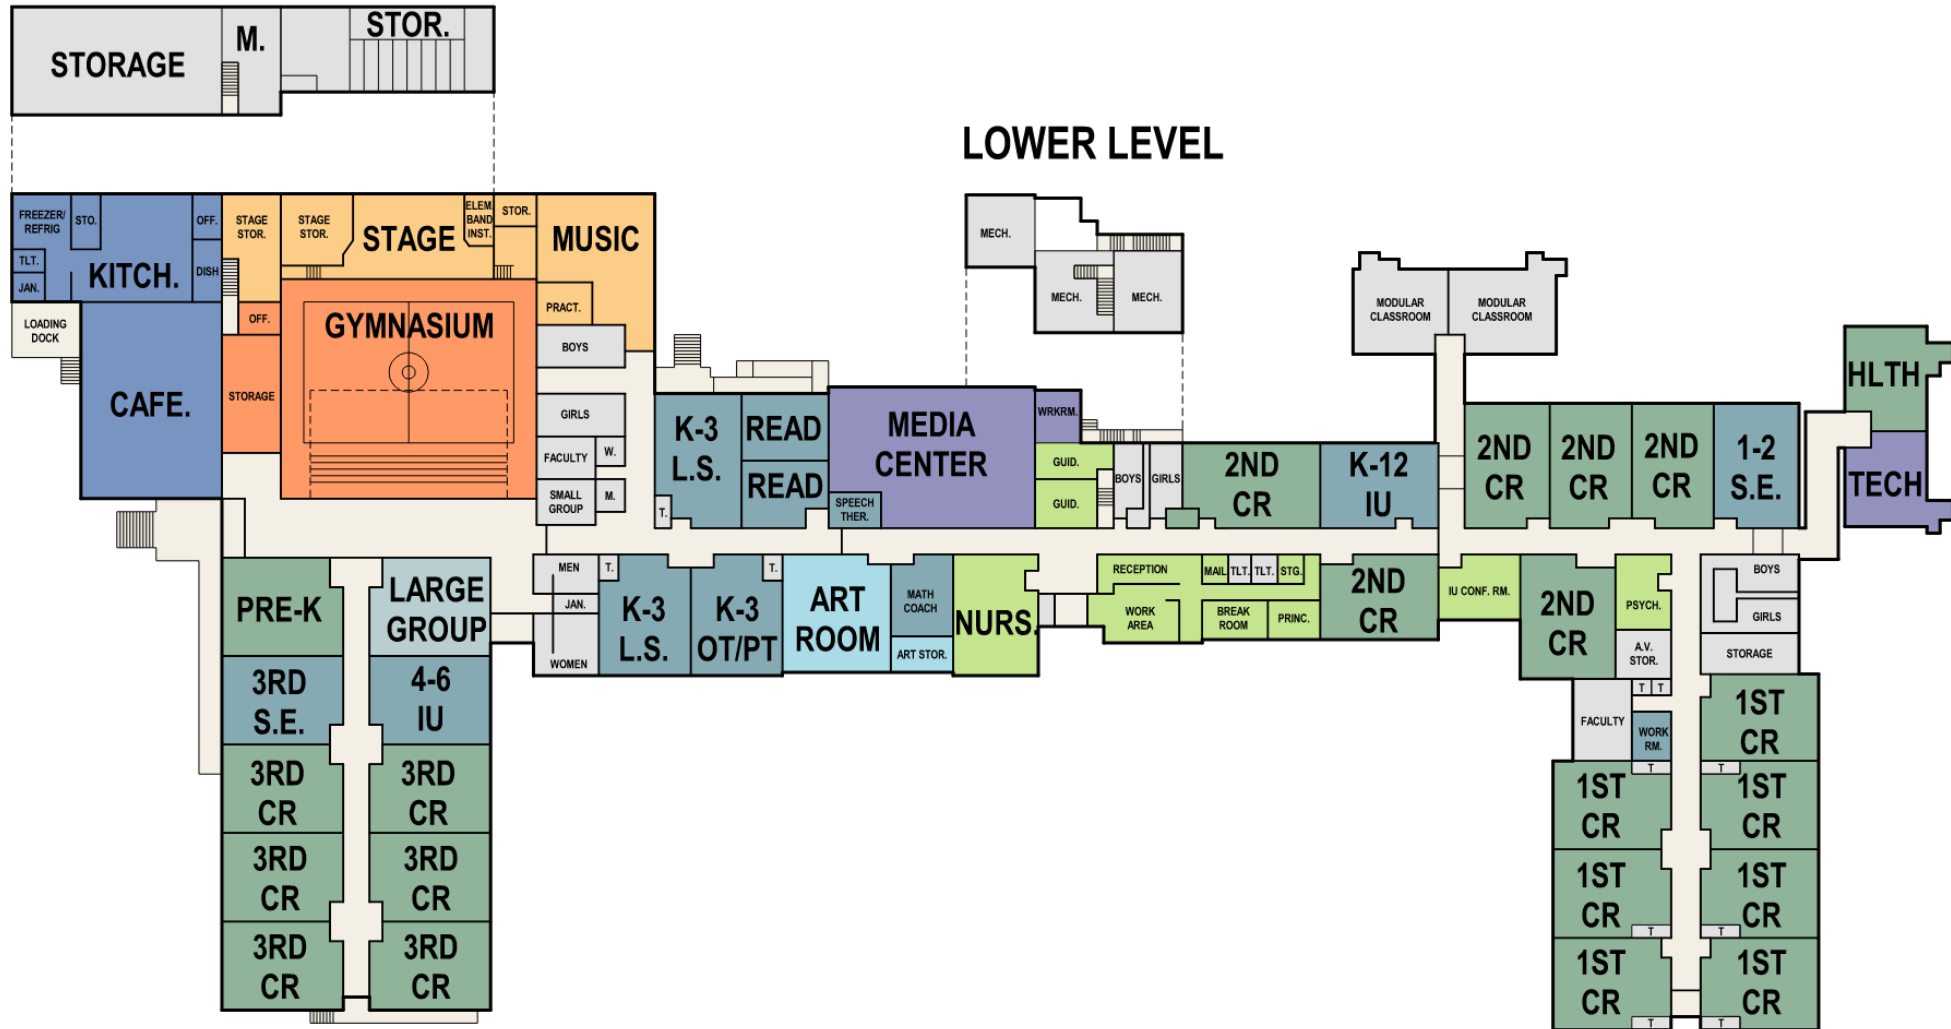 STORAGE
M.
STOR.
LOWER LEVEL
FREEZER/
REFRIG
STO.
OFF.
TLT.
JAN.
KITCH.
DISH
LOADING
DOCK
CAFE.
STAGE
STOR.
STAGE
STOR.
STAGE
ELEM.
BAND
INST.
STOR.
MUSIC
PRACT.
OFF.
STORAGE
GYMNASIUM
BOYS
GIRLS
FACULTY
W.
SMALL
GROUP
M.
MECH.
MECH.
MECH.
MODULAR
CLASSROOM
MODULAR
CLASSROOM
K-3
L.S.
T.
READ
READ
MEDIA
CENTER
SPEECH
THER.
WRKRM.
GUID.
GUID.
BOYS
GIRLS
2ND
CR
K-12
IU
2ND
CR
2ND
CR
2ND
CR
1-2
S.E.
HLTH
TECH
PRE-K
LARGE
GROUP
MEN
JAN.
WOMEN
T.
K-3
L.S.
T.
K-3
OT/PT
ART
ROOM
MATH
COACH
ART STOR.
NURS.
RECEPTION
WORK
AREA
MAIL
TLT.
TLT.
STG.
BREAK
ROOM
PRINC.
2ND
CR
IU CONF. RM.
2ND
CR
PSYCH.
A.V.
STOR.
BOYS
GIRLS
STORAGE
T
T
FACULTY
WORK
RM.
3RD
S.E.
4-6
IU
3RD
CR
3RD
CR
3RD
CR
3RD
CR
3RD
CR
3RD
CR
1ST
CR
T
T
1ST
CR
1ST
CR
1ST
CR
1ST
CR
T
T
1ST
CR
1ST
CR
T
T